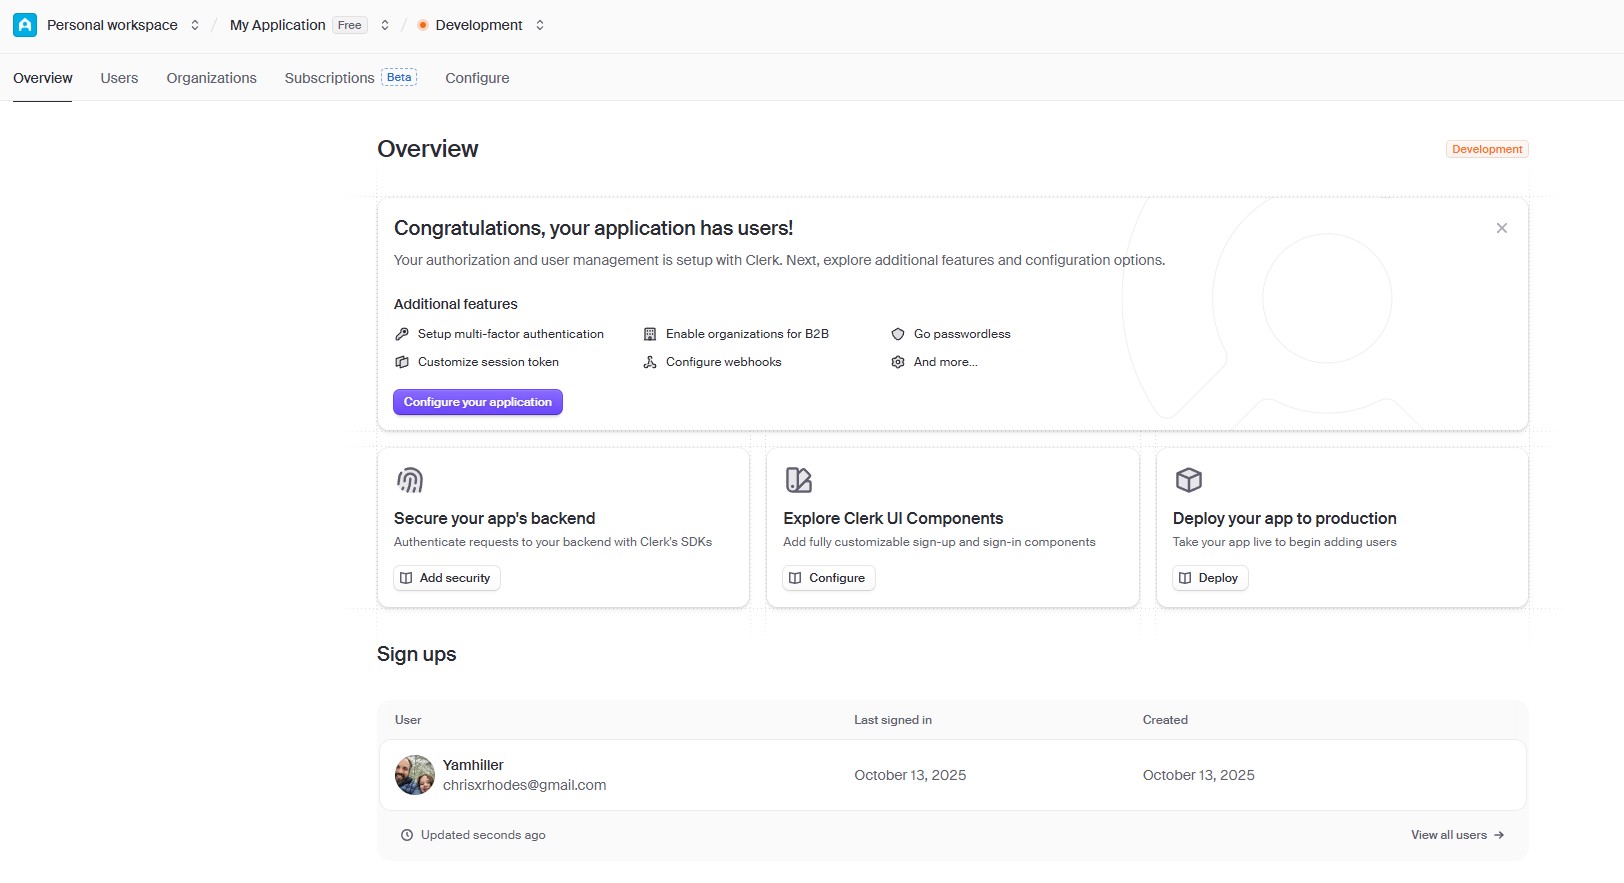 Personal workspace / My Application Free / Development
Overview Users Organizations Subscriptions Beta Configure
Overview
Development
Congratulations, your application has users!
Your authorization and user management is setup with Clerk. Next, explore additional features and configuration options.
Additional features
Setup multi-factor authentication Enable organizations for B2B Go passwordless
Customize session token Configure webhooks And more...
Configure your application
Secure your app's backend
Authenticate requests to your backend with Clerk's SDKs
Add security
Explore Clerk UI Components
Add fully customizable sign-up and sign-in components
Configure
Deploy your app to production
Take your app live to begin adding users
Deploy
Sign ups
User Last signed in Created
Yamhiller
chrisxrhodes@gmail.com
October 13, 2025 October 13, 2025
Updated seconds ago View all users →